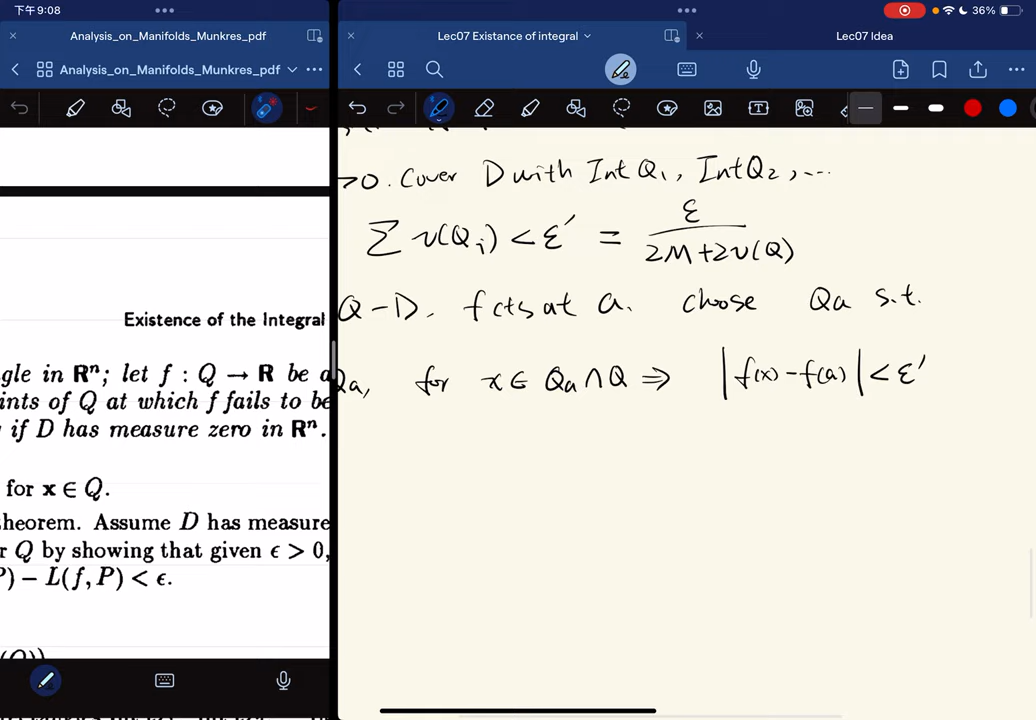 下午9:08
36%
Analysis_on_Manifolds_Munkres_pdf
Analysis_on_Manifolds_Munkres_pdf
Existence of the Integral
gle in Rⁿ; let f : Q → R be a
ints of Q at which f fails to be
if D has measure zero in Rⁿ.
for x ∈ Q.
theorem. Assume D has measure
r Q by showing that given ϵ > 0,
P) − L(f, P) < ϵ.
Lec07 Existance of integral
Lec07 Idea
>0. Cover D with Int Q₁, Int Q₂, ...
∑ v(Qᵢ) < ε' = ε / (2M+2v(Q))
Q − D. f cts at a. choose Qa s.t.
Qa, for x ∈ Qa ∩ Q ⇒ |f(x) − f(a)| < ε'